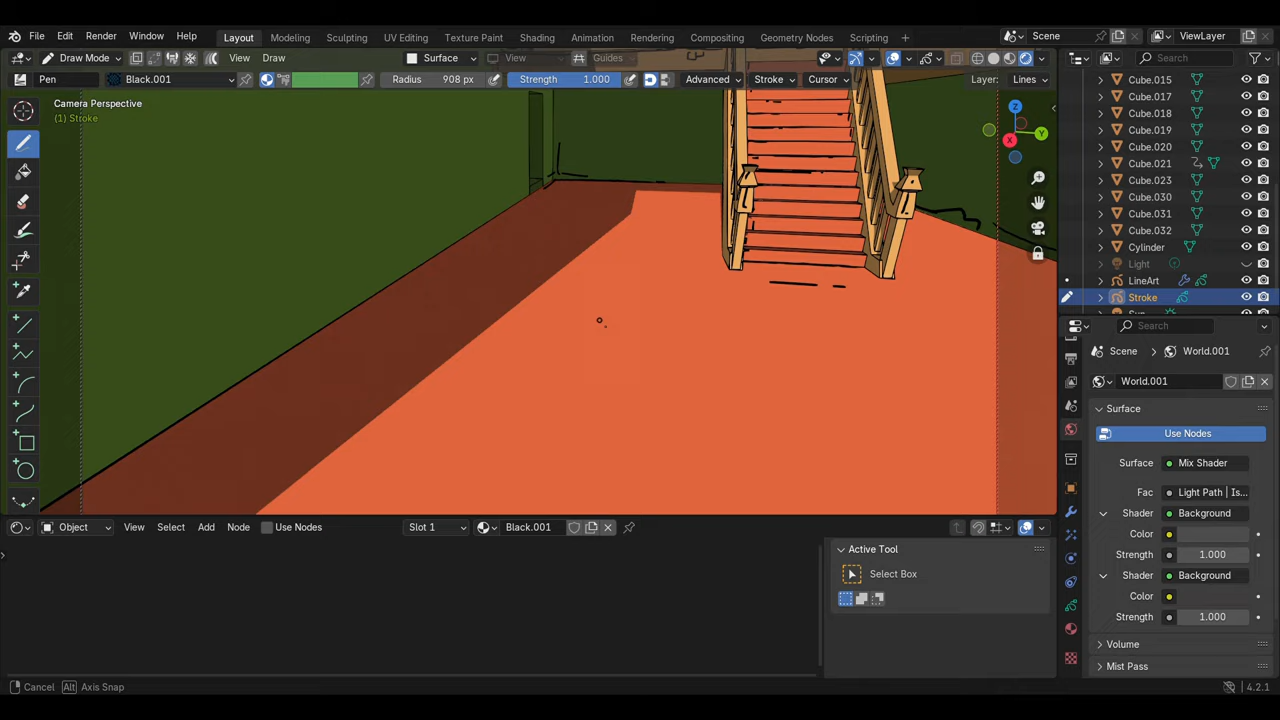 File Edit Render Window Help Layout Modeling Sculpting UV Editing Texture Paint Shading Animation Rendering Compositing Geometry Nodes Scripting Scene ViewLayer
Draw Mode View Draw Surface View Guides Search
Pen Black.001 Radius 908 px Strength 1.000 Advanced Stroke Cursor Layer: Lines
Camera Perspective
(1) Stroke
Z
Y
X
Cube.015
Cube.017
Cube.018
Cube.019
Cube.020
Cube.021
Cube.023
Cube.030
Cube.031
Cube.032
Cylinder
Light
LineArt
Stroke
Search
Scene World.001
World.001
Surface
Use Nodes
Surface Mix Shader
Fac Light Path | Is...
Shader Background
Color
Strength 1.000
Shader Background
Color
Strength 1.000
Volume
Mist Pass
Object View Select Add Node Use Nodes Slot 1 Black.001
Active Tool
Select Box
Cancel Alt Axis Snap 4.2.1